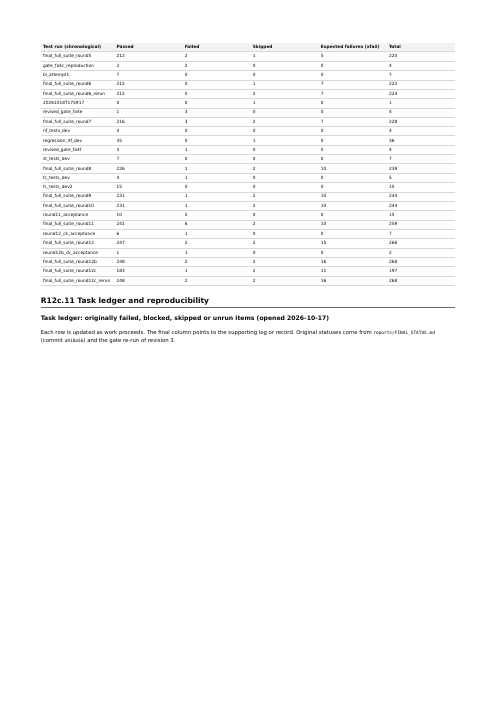 Test run (chronological) Passed Failed Skipped Expected failures (xfail) Total
final_full_suite_round5 212 2 1 5 220
gate_fa4c_reproduction 2 2 0 0 4
bi_attempt1 7 0 0 0 7
final_full_suite_round6 215 0 1 7 223
final_full_suite_round6_rerun 215 0 2 7 224
20261018T175917 0 0 1 0 1
revised_gate_fa4e 1 3 0 0 4
final_full_suite_round7 216 3 2 7 228
nf_tests_dev 4 0 0 0 4
regression_df_dev 35 0 1 0 36
revised_gate_fa4f 3 1 0 0 4
st_tests_dev 7 0 0 0 7
final_full_suite_round8 226 1 2 10 239
fc_tests_dev 4 1 0 0 5
fc_tests_dev2 15 0 0 0 15
final_full_suite_round9 231 1 2 10 244
final_full_suite_round10 231 1 2 10 244
round11_acceptance 10 5 0 0 15
final_full_suite_round11 241 6 2 10 259
round12_ck_acceptance 6 1 0 0 7
final_full_suite_round12 247 2 2 15 266
round12b_ck_acceptance 1 1 0 0 2
final_full_suite_round12b 248 2 2 16 268
final_full_suite_round12c 183 1 2 11 197
final_full_suite_round12c_rerun 248 2 2 16 268
R12c.11 Task ledger and reproducibility
Task ledger: originally failed, blocked, skipped or unrun items (opened 2026-10-17)
Each row is updated as work proceeds. The final column points to the supporting log or record. Original statuses come from reports/FINAL_STATUS.md
(commit and the gate re-run of revision 3.